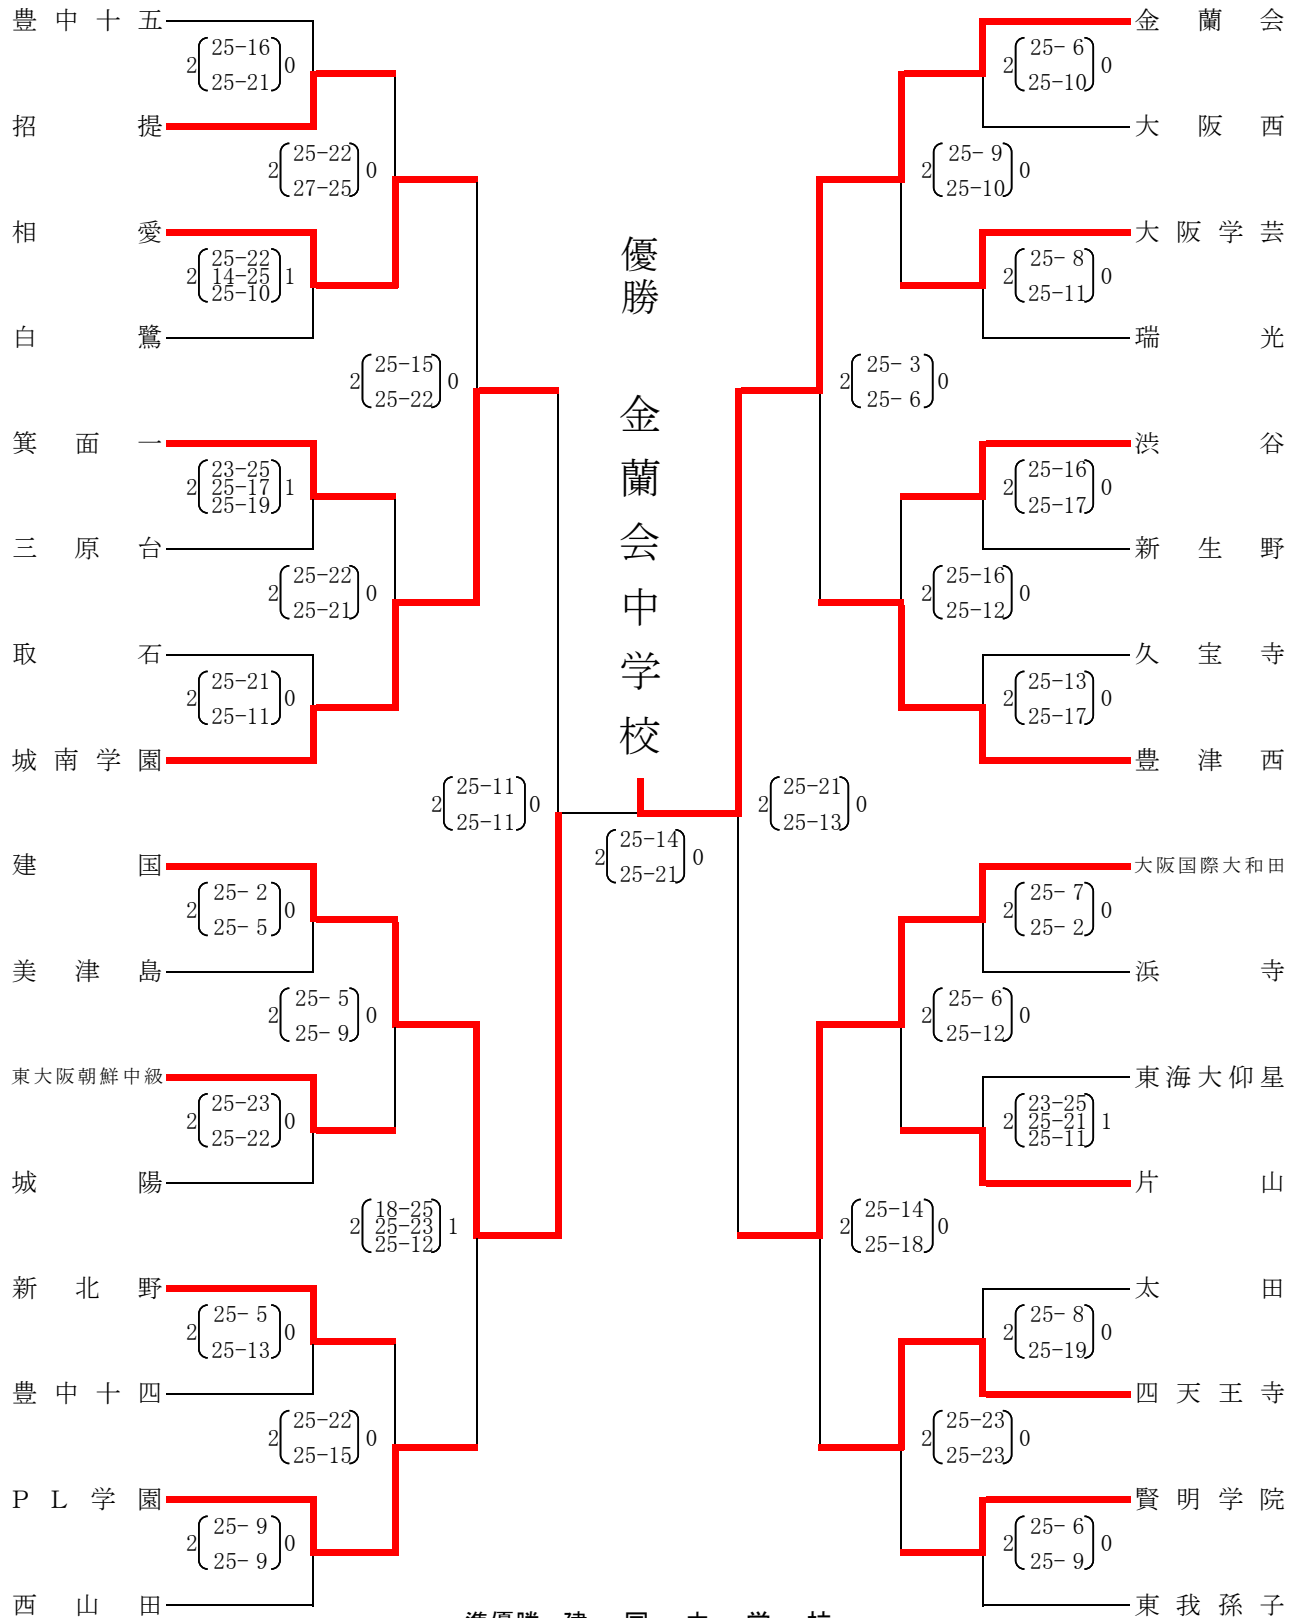 豊中十五
2 25-16 0
25-21
招提
2 25-22 0
27-25
相愛
2 25-22 1
14-25
25-10
白鷺
2 25-15 0
25-22
箕面一
2 23-25 1
25-17
25-19
三原台
2 25-22 0
25-21
取石
2 25-21 0
25-11
城南学園
2 25-11 0
25-11
建国
2 25- 2 0
25- 5
美津島
2 25- 5 0
25- 9
東大阪朝鮮中級
2 25-23 0
25-22
城陽
2 18-25 1
25-23
25-12
新北野
2 25- 5 0
25-13
豊中十四
2 25-22 0
25-15
PL学園
2 25- 9 0
25- 9
西山田
優勝 金蘭会中学校
2 25-14 0
25-21
金蘭会
2 25- 6 0
25-10
大阪西
2 25- 9 0
25-10
大阪学芸
2 25- 8 0
25-11
瑞光
2 25- 3 0
25- 6
渋谷
2 25-16 0
25-17
新生野
2 25-16 0
25-12
久宝寺
2 25-13 0
25-17
豊津西
2 25-21 0
25-13
大阪国際大和田
2 25- 7 0
25- 2
浜寺
2 25- 6 0
25-12
東海大仰星
2 23-25 1
25-21
25-11
片山
2 25-14 0
25-18
太田
2 25- 8 0
25-19
四天王寺
2 25-23 0
25-23
賢明学院
2 25- 6 0
25- 9
東我孫子
準優勝 建国中学校